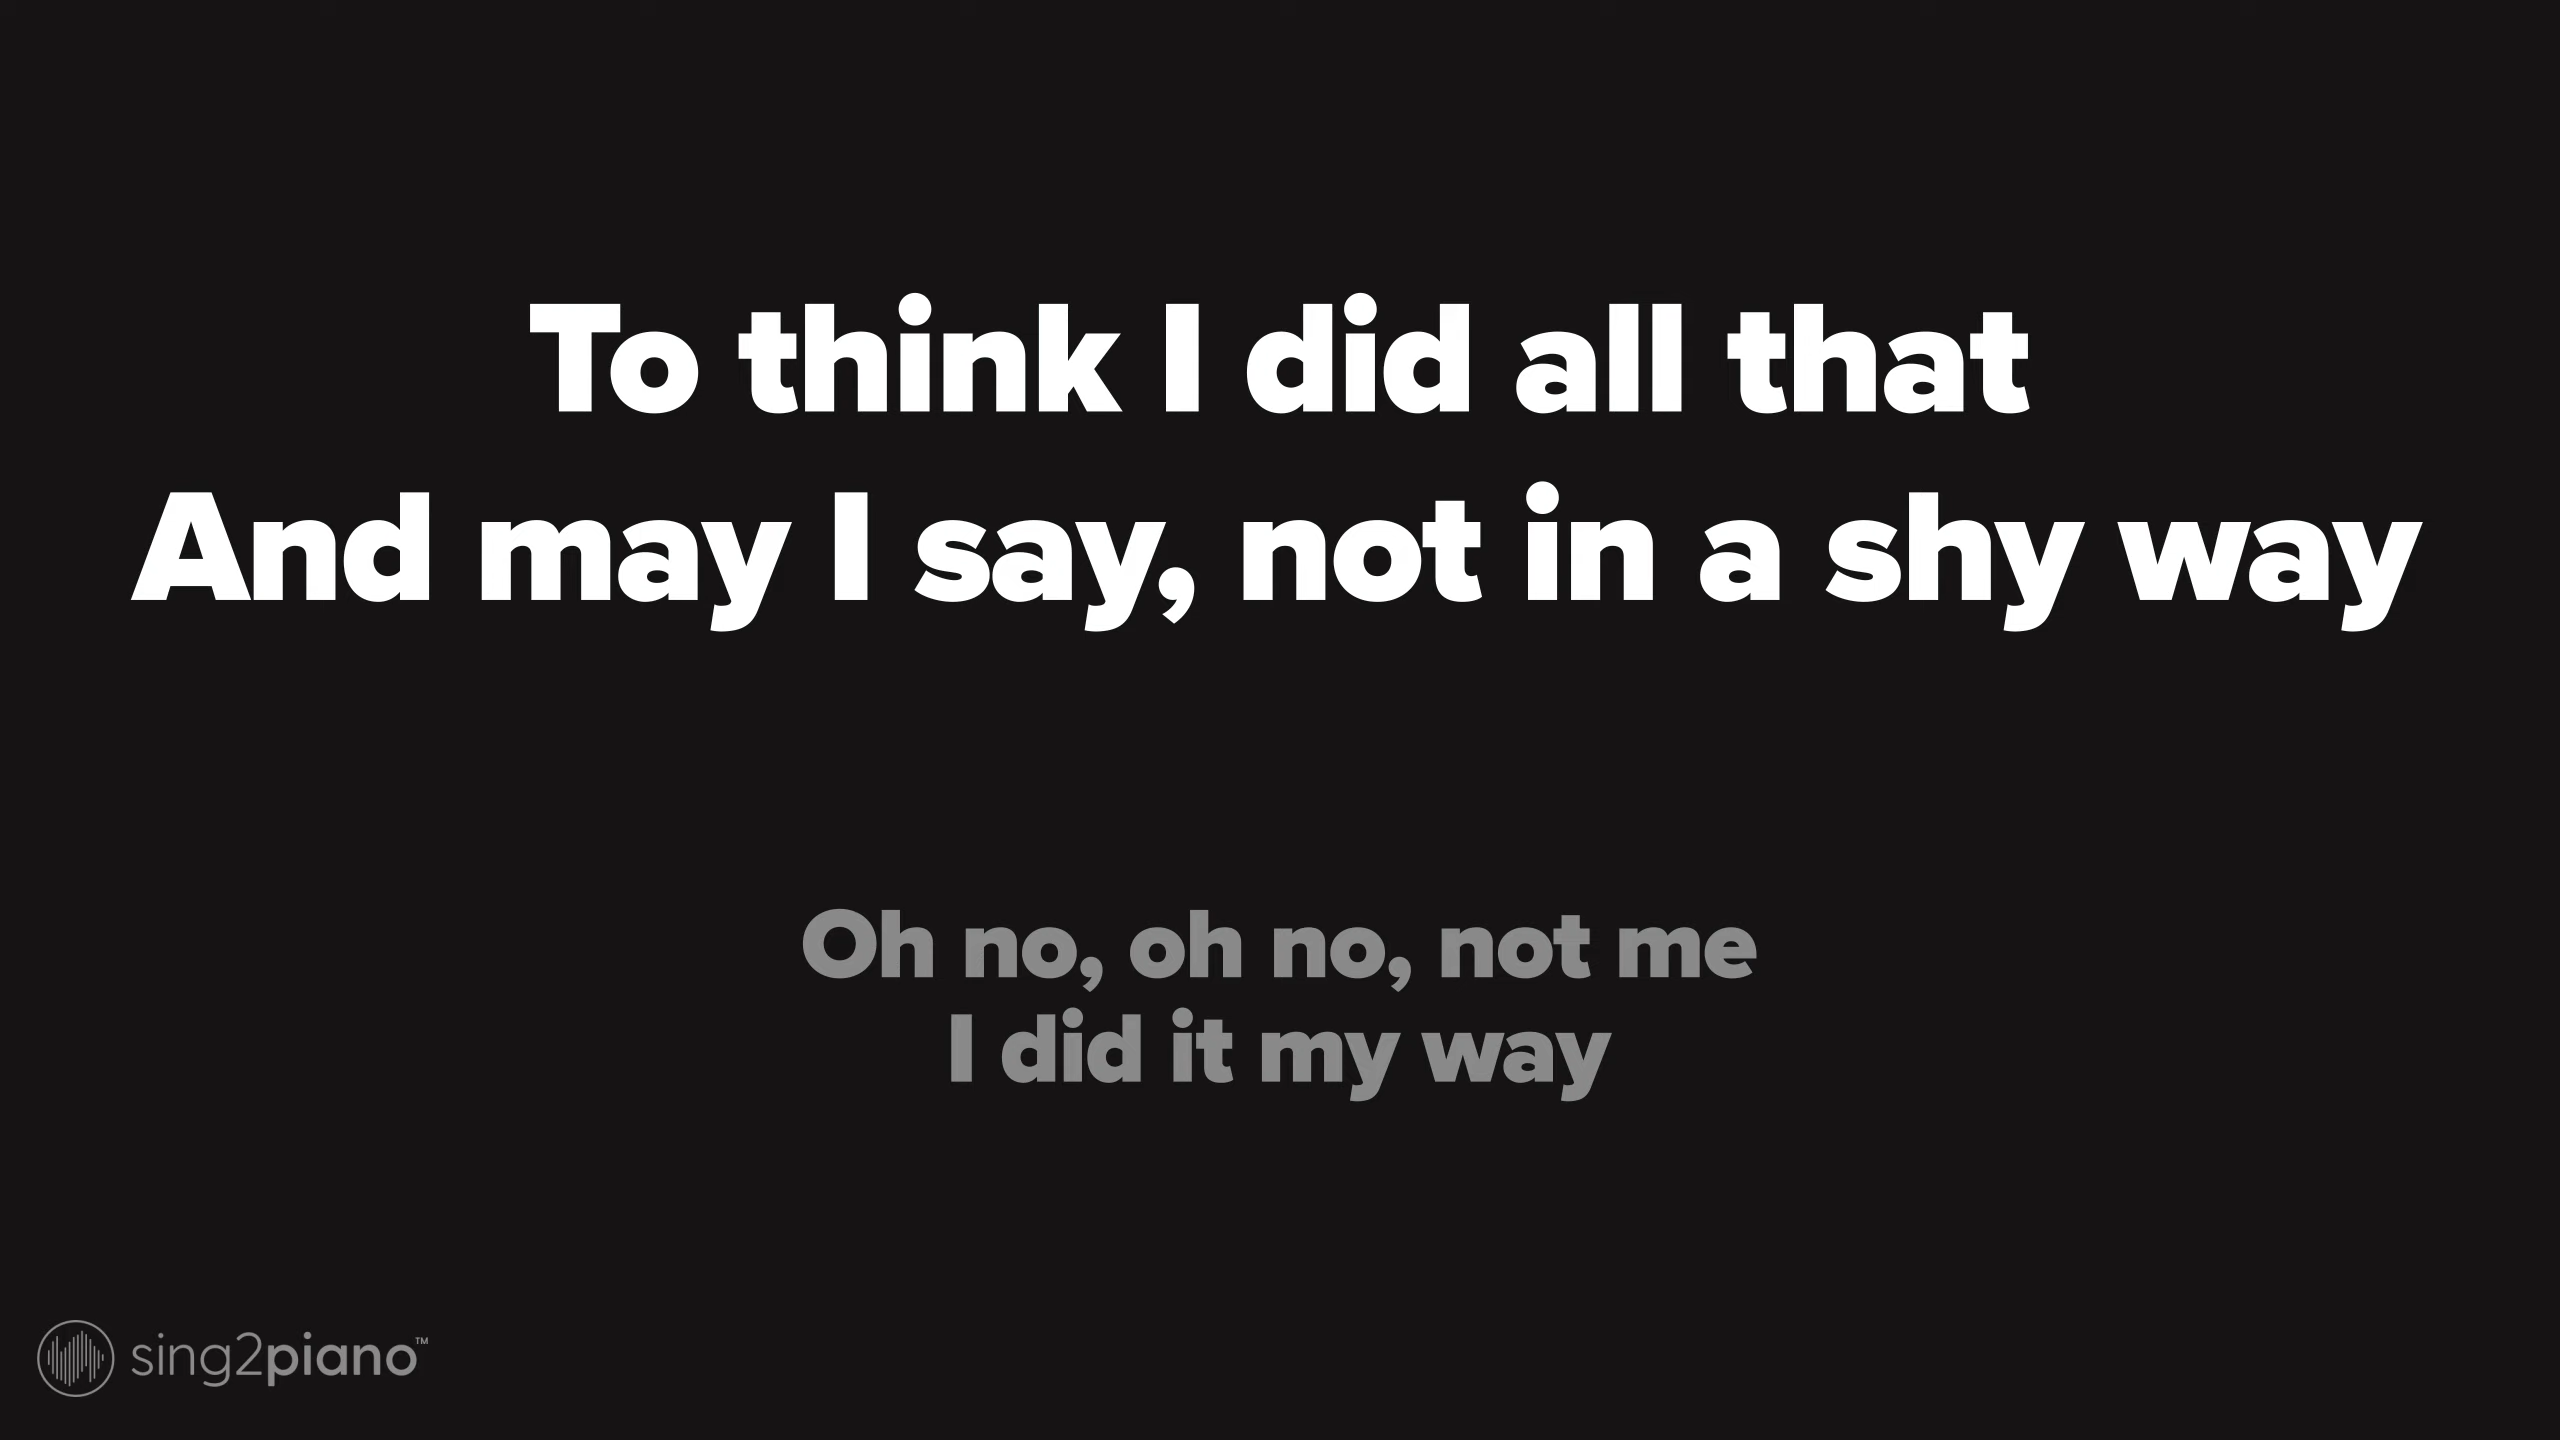 To think I did all that
And may I say, not in a shy way
Oh no, oh no, not me
I did it my way
sing2piano™